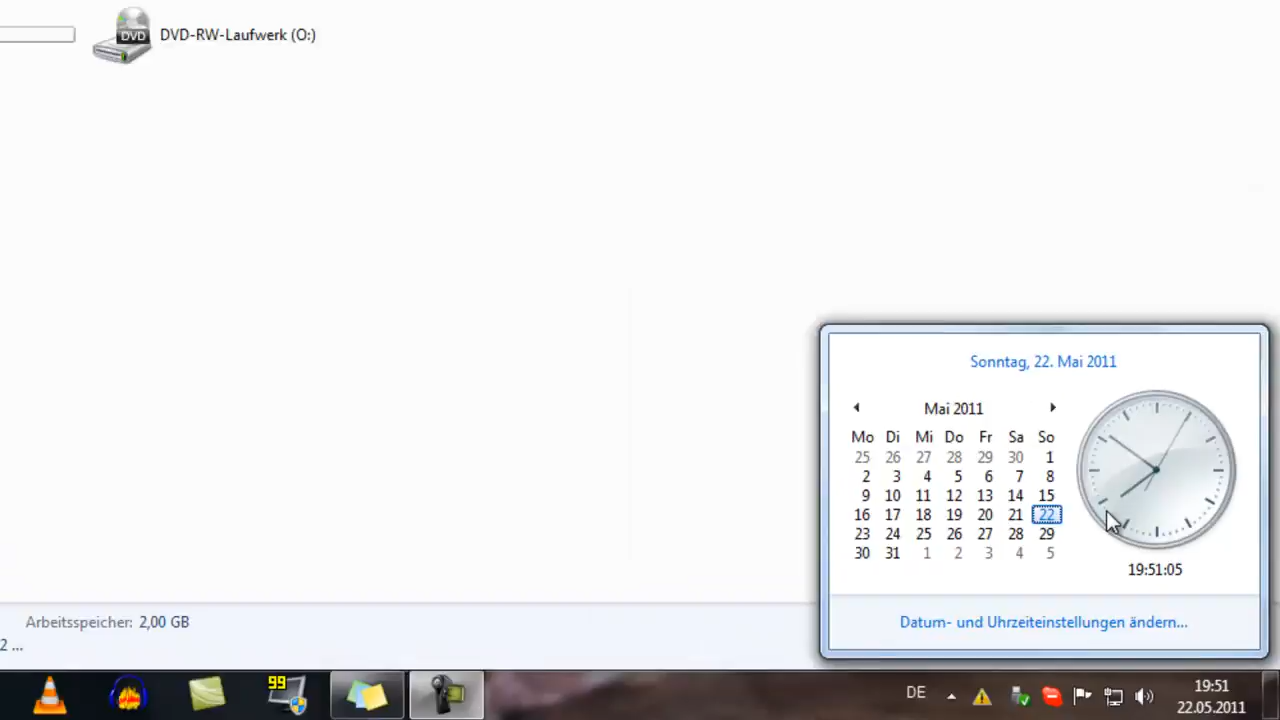 DVD
DVD-RW-Laufwerk (O:)
Sonntag, 22. Mai 2011
Mai 2011
Mo Di Mi Do Fr Sa So
25 26 27 28 29 30 1
2 3 4 5 6 7 8
9 10 11 12 13 14 15
16 17 18 19 20 21 22
23 24 25 26 27 28 29
30 31 1 2 3 4 5
19:51:05
Datum- und Uhrzeiteinstellungen ändern...
Arbeitsspeicher: 2,00 GB
2 ...
99
DE
19:51
22.05.2011